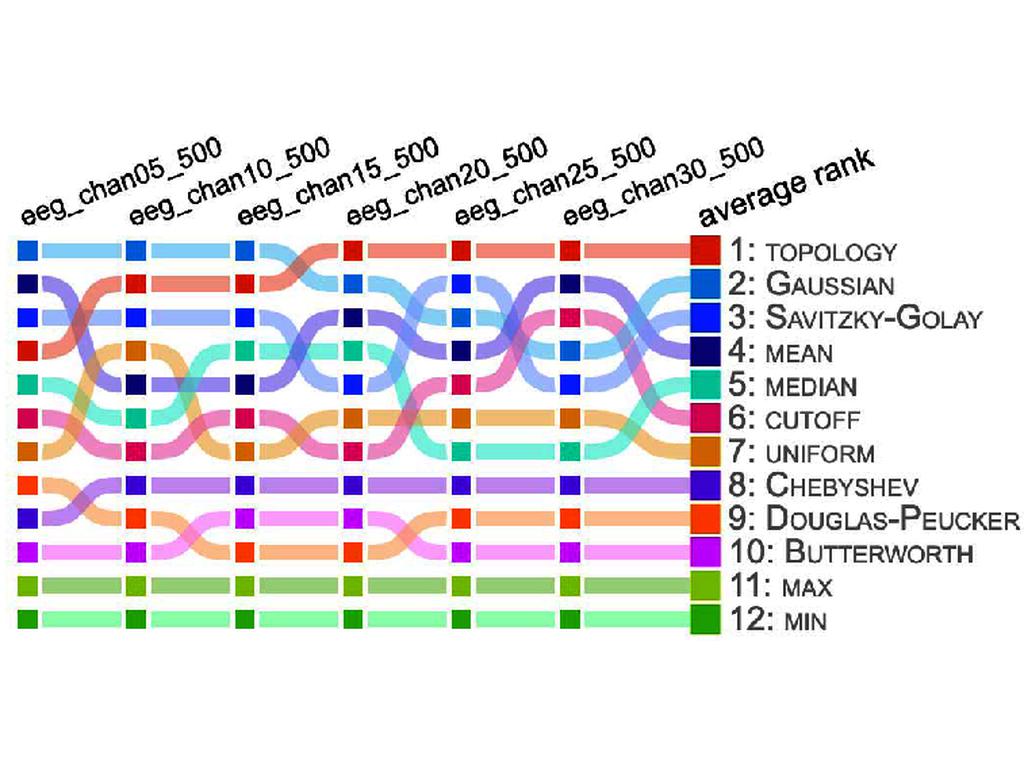 eeg_chan05_500
eeg_chan10_500
eeg_chan15_500
eeg_chan20_500
eeg_chan25_500
eeg_chan30_500
average rank
1: TOPOLOGY
2: GAUSSIAN
3: SAVITZKY-GOLAY
4: MEAN
5: MEDIAN
6: CUTOFF
7: UNIFORM
8: CHEBYSHEV
9: DOUGLAS-PEUCKER
10: BUTTERWORTH
11: MAX
12: MIN